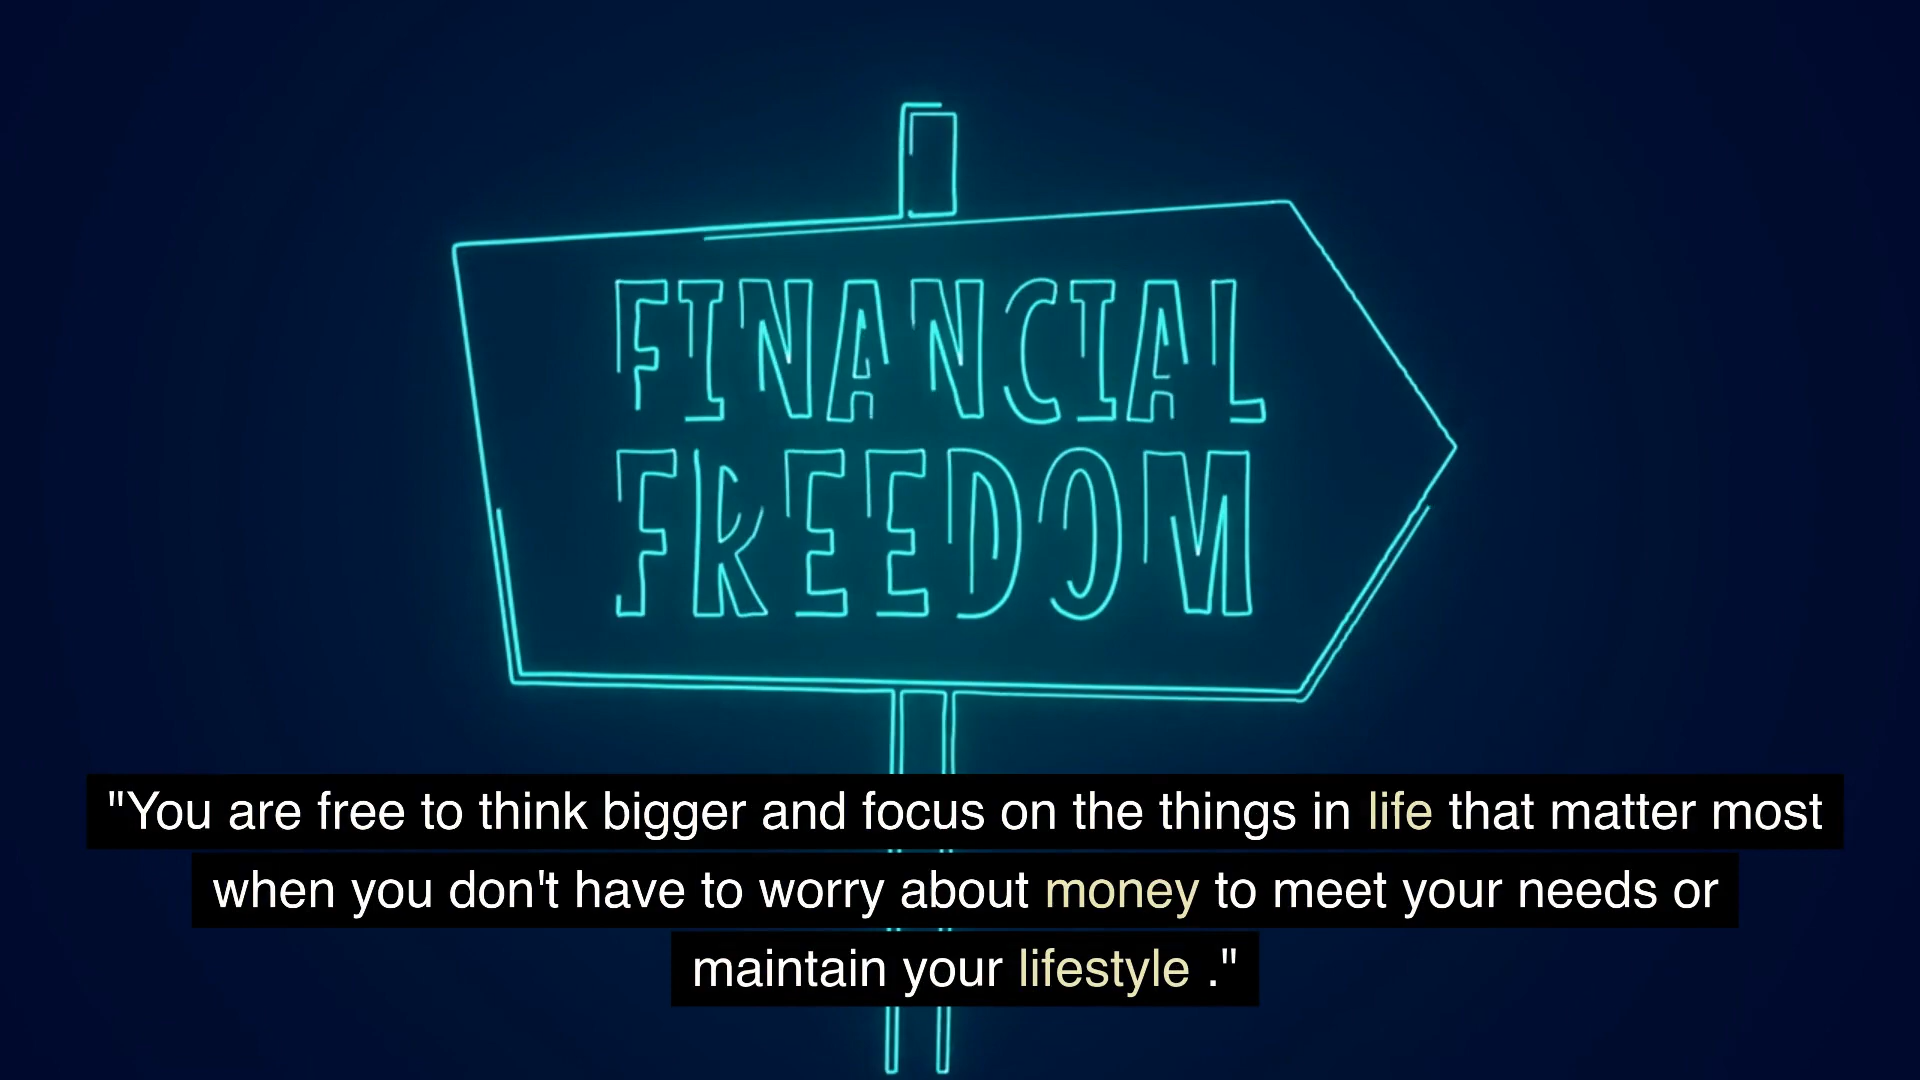 FINANCIAL
FREEDOM
"You are free to think bigger and focus on the things in life that matter most
when you don't have to worry about money to meet your needs or
maintain your lifestyle ."